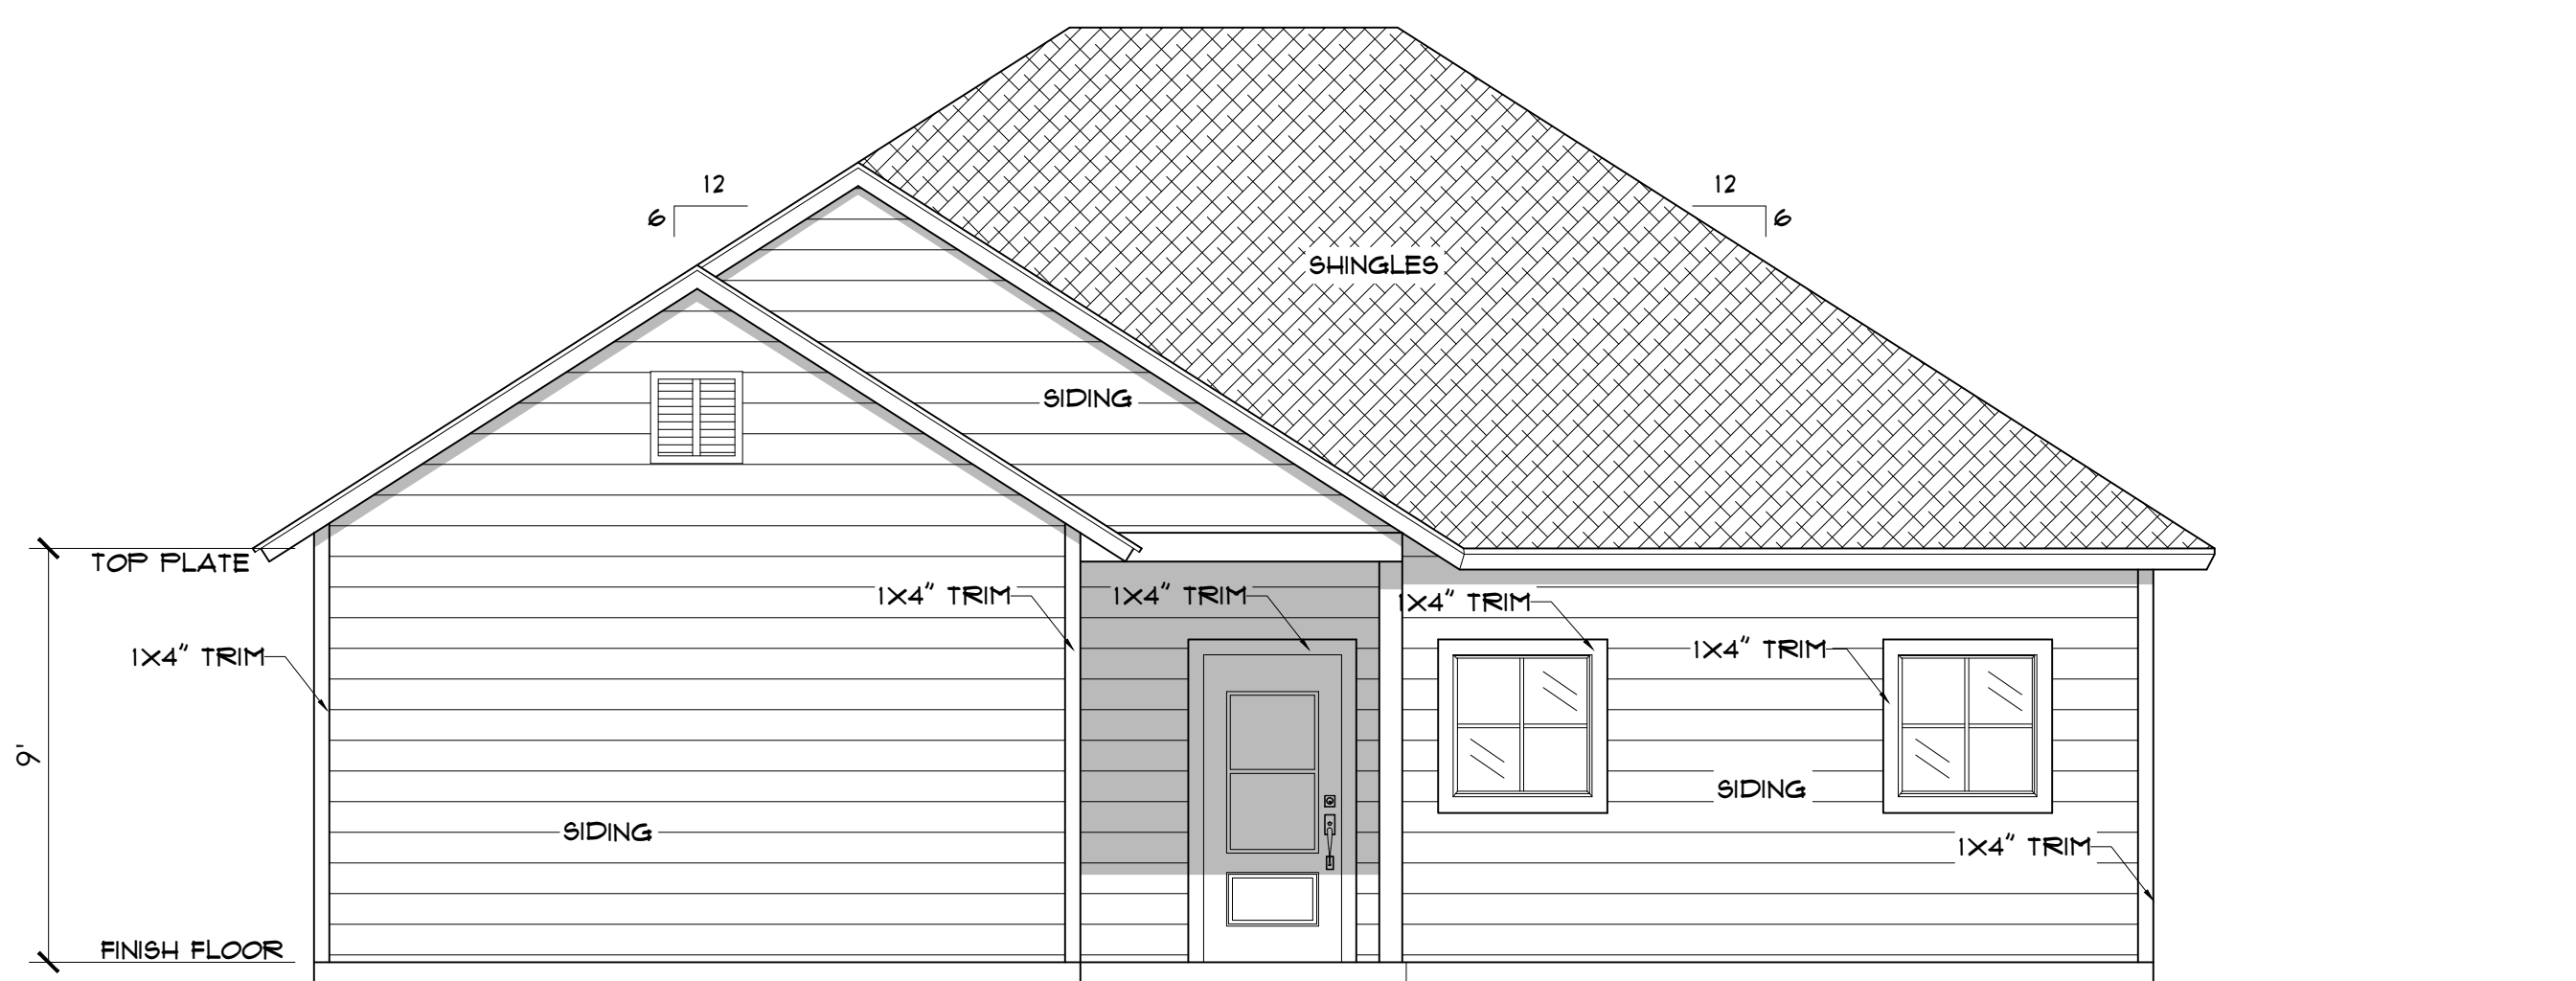 12
6
12
6
SHINGLES
SIDING
TOP PLATE
1X4" TRIM
1X4" TRIM
1X4" TRIM
1X4" TRIM
1X4" TRIM
9'
SIDING
SIDING
1X4" TRIM
FINISH FLOOR